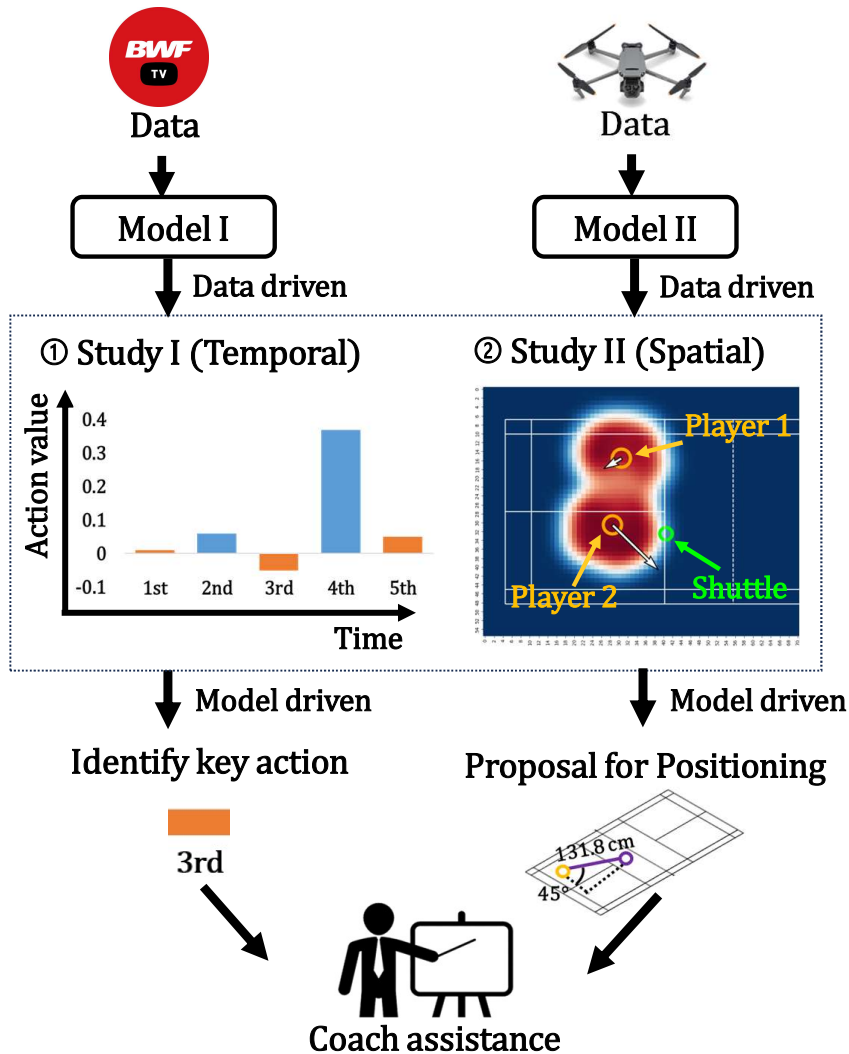 BWF
TV
Data
Data
Model I
Model II
Data driven
Data driven
① Study I (Temporal)
② Study II (Spatial)
Action value
0.4
0.3
0.2
0.1
0
-0.1
1st
2nd
3rd
4th
5th
Time
Player 1
Player 2
Shuttle
Model driven
Model driven
Identify key action
Proposal for Positioning
3rd
131.8 cm
45°
Coach assistance